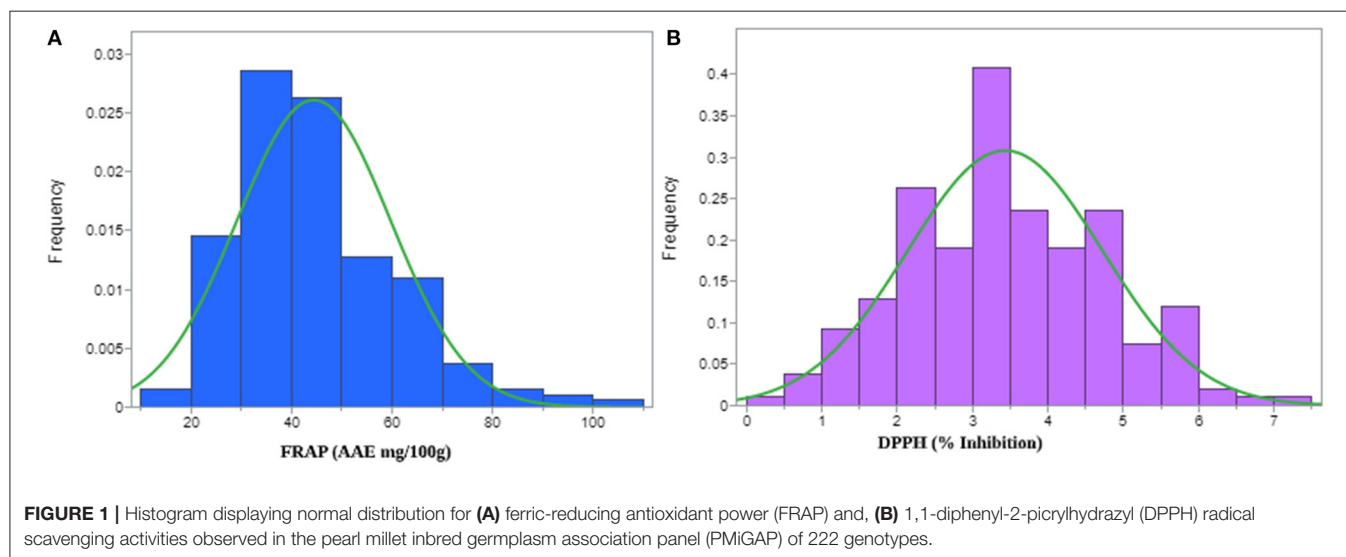 A
0.03
0.025
0.02
0.015
0.01
0.005
0
Frequency
20 40 60 80 100
FRAP (AAE mg/100g)
B
0.4
0.35
0.3
0.25
0.2
0.15
0.1
0.05
0
Frequency
0 1 2 3 4 5 6 7
DPPH (% Inhibition)
FIGURE 1 | Histogram displaying normal distribution for (A) ferric-reducing antioxidant power (FRAP) and, (B) 1,1-diphenyl-2-picrylhydrazyl (DPPH) radical
scavenging activities observed in the pearl millet inbred germplasm association panel (PMiGAP) of 222 genotypes.